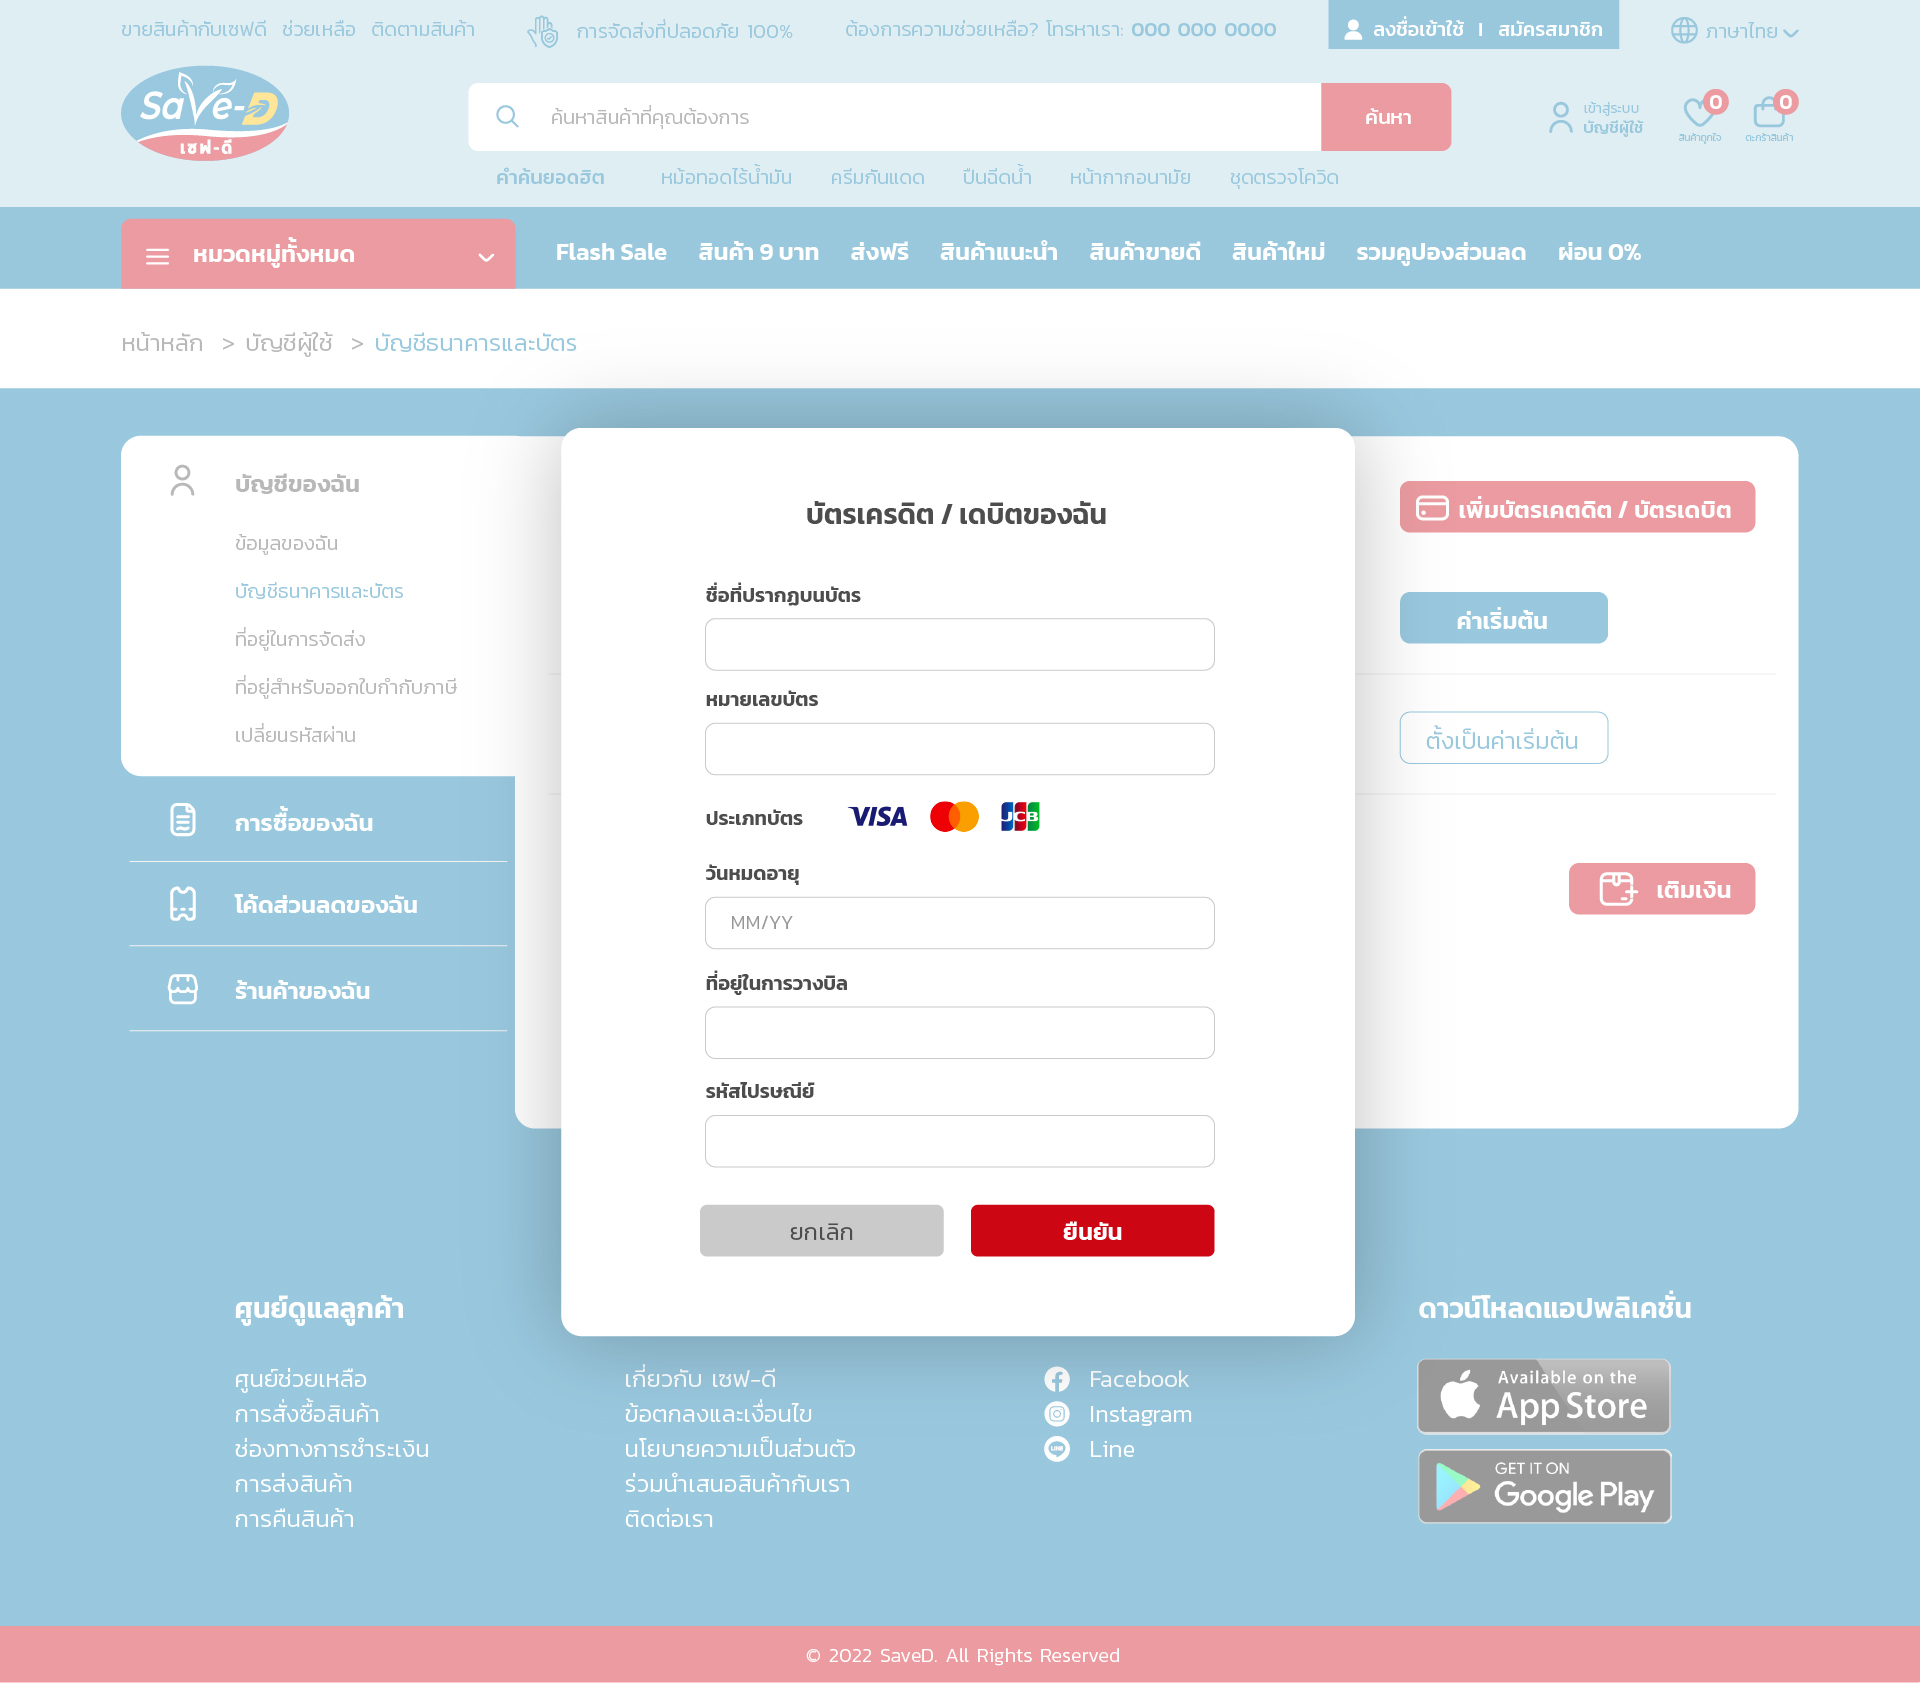 ขายสินค้ากับเซฟดี ช่วยเหลือ ติดตามสินค้า
การจัดส่งที่ปลอดภัย 100%
ต้องการความช่วยเหลือ? โทรหาเรา: 000 000 0000
ลงชื่อเข้าใช้ | สมัครสมาชิก
ภาษาไทย
SaVe-D
เซฟ-ดี
ค้นหาสินค้าที่คุณต้องการ
ค้นหา
เข้าสู่ระบบ
บัญชีผู้ใช้
0
สินค้าถูกใจ
0
ตะกร้าสินค้า
คำค้นยอดฮิต หม้อทอดไร้น้ำมัน ครีมกันแดด ปืนฉีดน้ำ หน้ากากอนามัย ชุดตรวจโควิด
หมวดหมู่ทั้งหมด
Flash Sale สินค้า 9 บาท ส่งฟรี สินค้าแนะนำ สินค้าขายดี สินค้าใหม่ รวมคูปองส่วนลด ผ่อน 0%
หน้าหลัก > บัญชีผู้ใช้ > บัญชีธนาคารและบัตร
บัญชีของฉัน
ข้อมูลของฉัน
บัญชีธนาคารและบัตร
ที่อยู่ในการจัดส่ง
ที่อยู่สำหรับออกใบกำกับภาษี
เปลี่ยนรหัสผ่าน
การซื้อของฉัน
โค้ดส่วนลดของฉัน
ร้านค้าของฉัน
บัตรเครดิต / เดบิตของฉัน
ชื่อที่ปรากฏบนบัตร
หมายเลขบัตร
ประเภทบัตร VISA JCB
วันหมดอายุ
MM/YY
ที่อยู่ในการวางบิล
รหัสไปรษณีย์
ยกเลิก
ยืนยัน
เพิ่มบัตรเคตดิต / บัตรเดบิต
ค่าเริ่มต้น
ตั้งเป็นค่าเริ่มต้น
เติมเงิน
ศูนย์ดูแลลูกค้า
ศูนย์ช่วยเหลือ
การสั่งซื้อสินค้า
ช่องทางการชำระเงิน
การส่งสินค้า
การคืนสินค้า
เกี่ยวกับ เซฟ-ดี
ข้อตกลงและเงื่อนไข
นโยบายความเป็นส่วนตัว
ร่วมนำเสนอสินค้ากับเรา
ติดต่อเรา
Facebook
Instagram
Line
ดาวน์โหลดแอปพลิเคชั่น
Available on the
App Store
GET IT ON
Google Play
© 2022 SaveD. All Rights Reserved